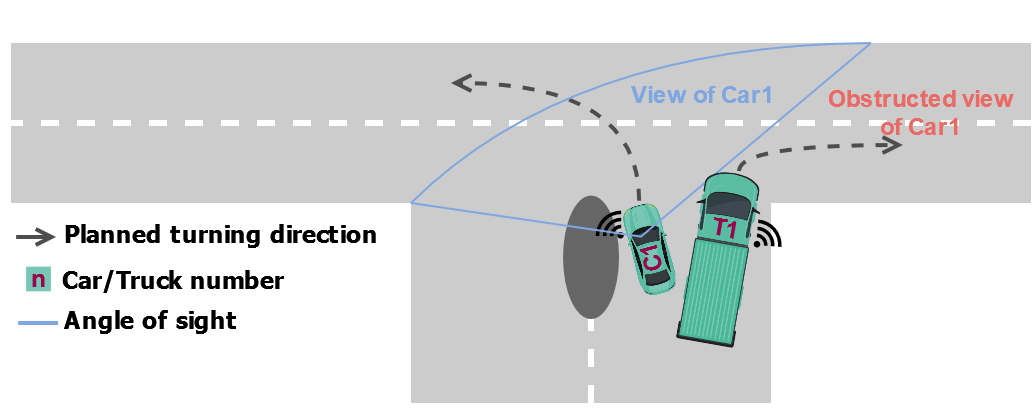 View of Car1
Obstructed view
of Car1
T1
C1
Planned turning direction
n Car/Truck number
Angle of sight